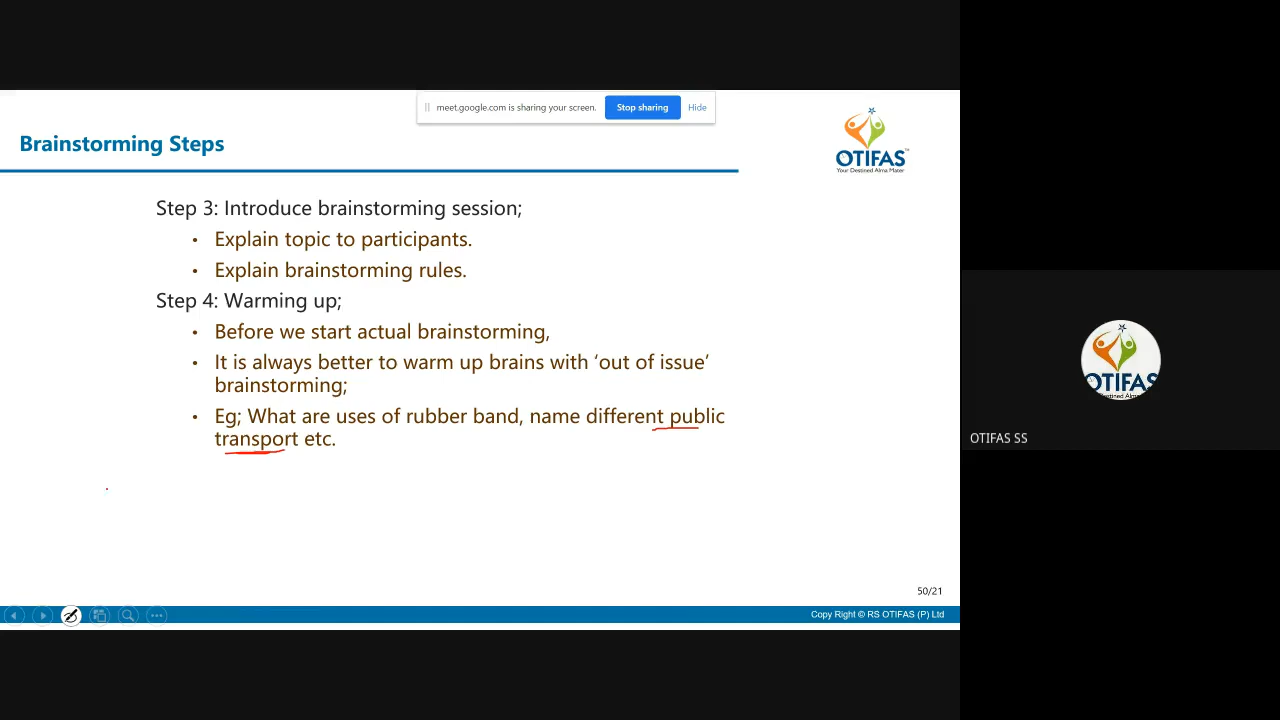 meet.google.com is sharing your screen. Stop sharing Hide
Brainstorming Steps
OTIFAS
Your Destined Alma Mater
Step 3: Introduce brainstorming session;
• Explain topic to participants.
• Explain brainstorming rules.
Step 4: Warming up;
• Before we start actual brainstorming,
• It is always better to warm up brains with ‘out of issue’
brainstorming;
• Eg; What are uses of rubber band, name different public
transport etc.
OTIFAS
OTIFAS SS
50/21
Copy Right © RS OTIFAS (P) Ltd